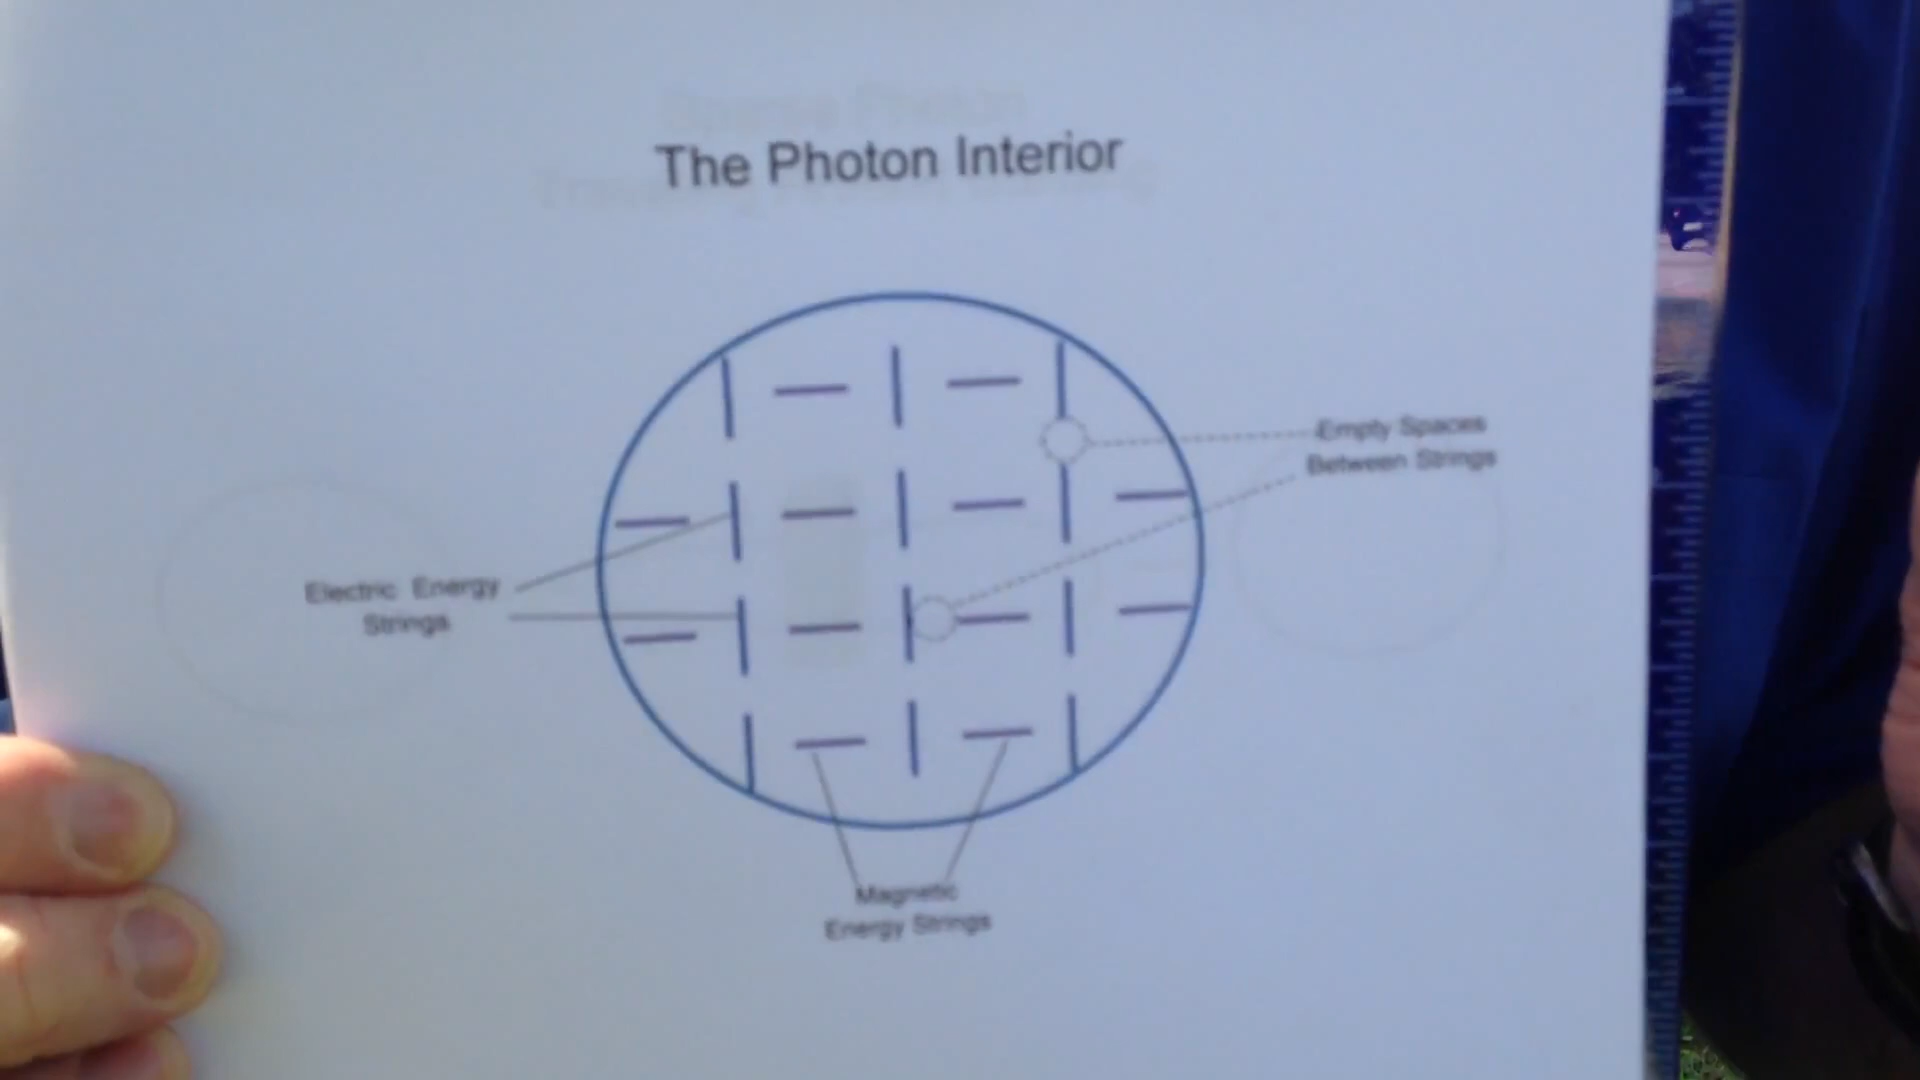 The Photon Interior
Empty Spaces
Between Strings
Electric Energy
Strings
Magnetic
Energy Strings